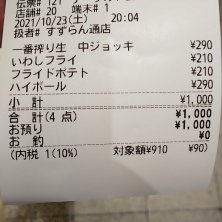 伝票# 121
店舗# 20 端末# 1
2021/10/23(土) 20:04
扱者# すずらん通店
一番搾り生 中ジョッキ ¥290
いわしフライ ¥210
フライドポテト ¥210
ハイボール ¥290
小 計 ¥1,000
合 計(4 点) ¥1,000
お預り ¥1,000
お 釣 ¥0
(内税 1(10%) 対象額¥910 ¥90)